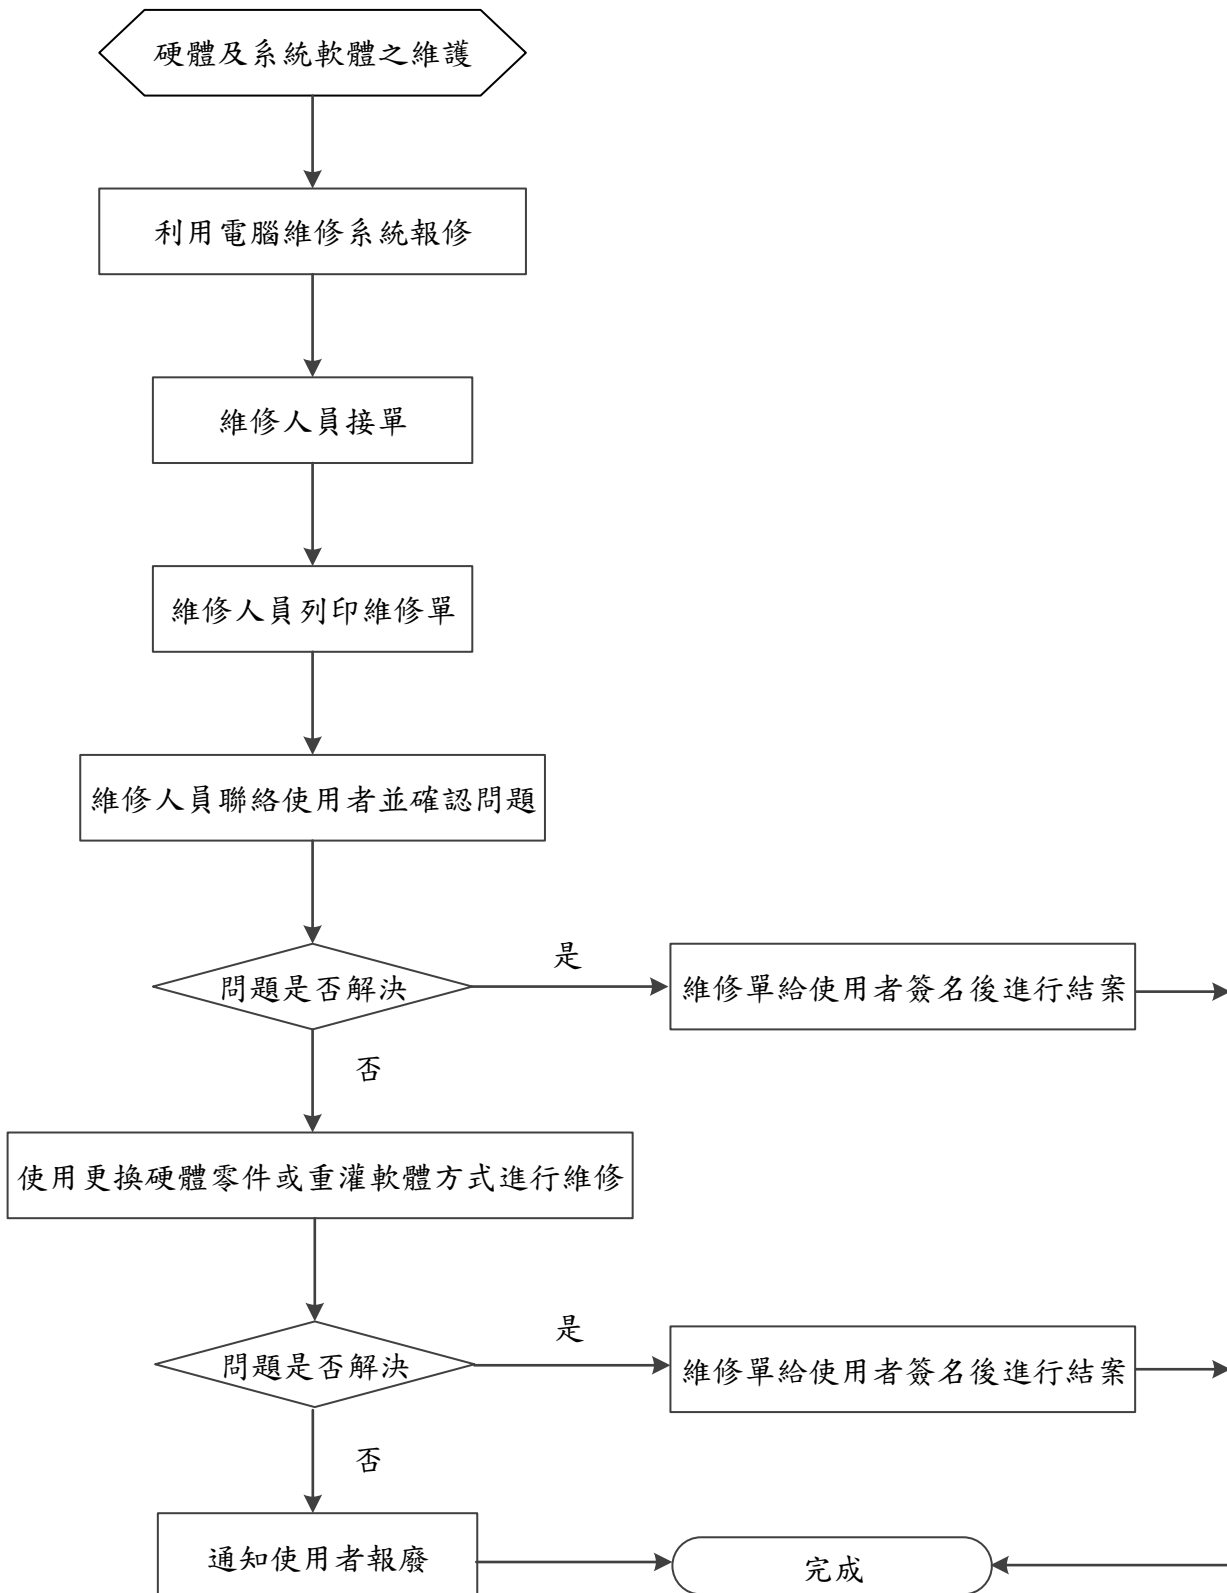 硬體及系統軟體之維護
利用電腦維修系統報修
維修人員接單
維修人員列印維修單
維修人員聯絡使用者並確認問題
問題是否解決
是
維修單給使用者簽名後進行結案
否
使用更換硬體零件或重灌軟體方式進行維修
問題是否解決
是
維修單給使用者簽名後進行結案
否
通知使用者報廢
完成